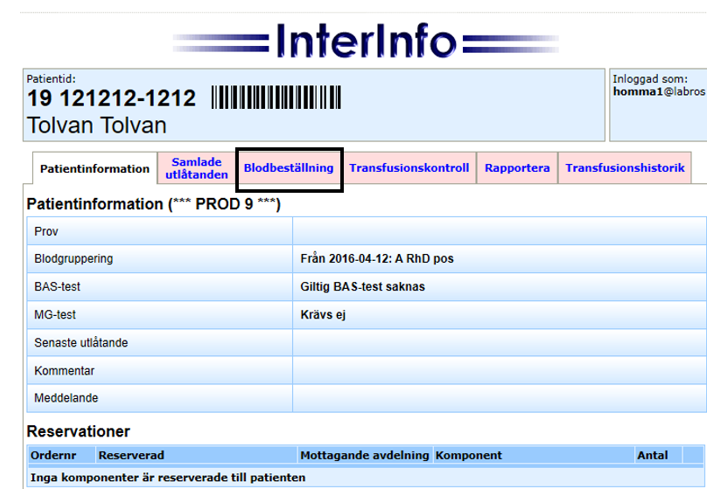 InterInfo
Patientid:
19 121212-1212
Tolvan Tolvan
Inloggad som:
homma1@labros
Patientinformation
Samlade
utlåtanden
Blodbeställning
Transfusionskontroll
Rapportera
Transfusionshistorik
Patientinformation (*** PROD 9 ***)
Prov
Blodgruppering Från 2016-04-12: A RhD pos
BAS-test Giltig BAS-test saknas
MG-test Krävs ej
Senaste utlåtande
Kommentar
Meddelande
Reservationer
Ordernr Reserverad Mottagande avdelning Komponent Antal
Inga komponenter är reserverade till patienten